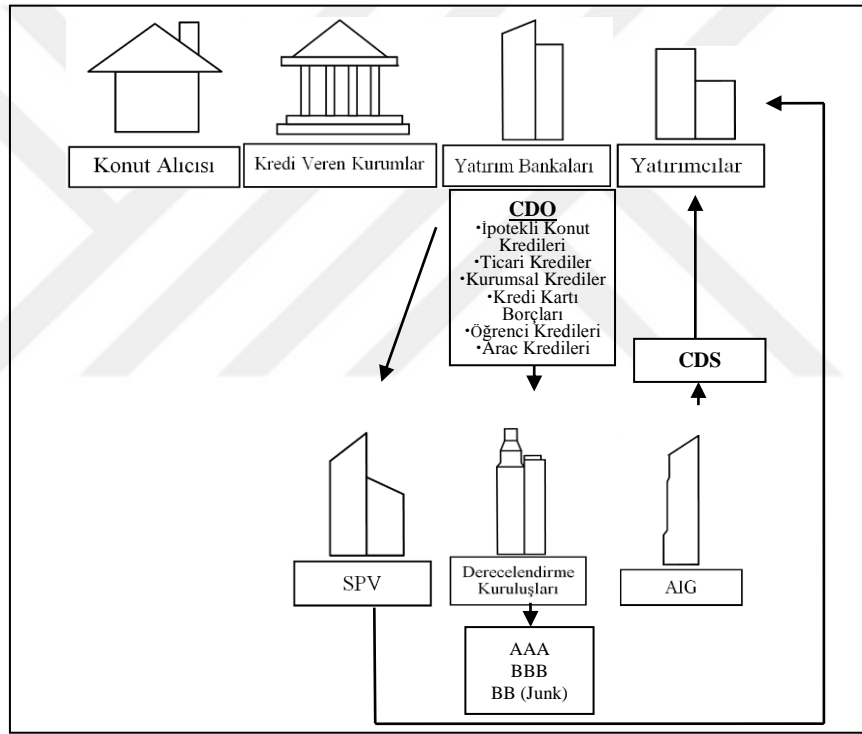 Konut Alıcısı
Kredi Veren Kurumlar
Yatırım Bankaları
Yatırımcılar
CDO
•İpotekli Konut
Kredileri
•Ticari Krediler
•Kurumsal Krediler
•Kredi Kartı
Borçları
•Öğrenci Kredileri
•Arac Kredileri
CDS
SPV
Derecelendirme
Kuruluşları
AIG
AAA
BBB
BB (Junk)